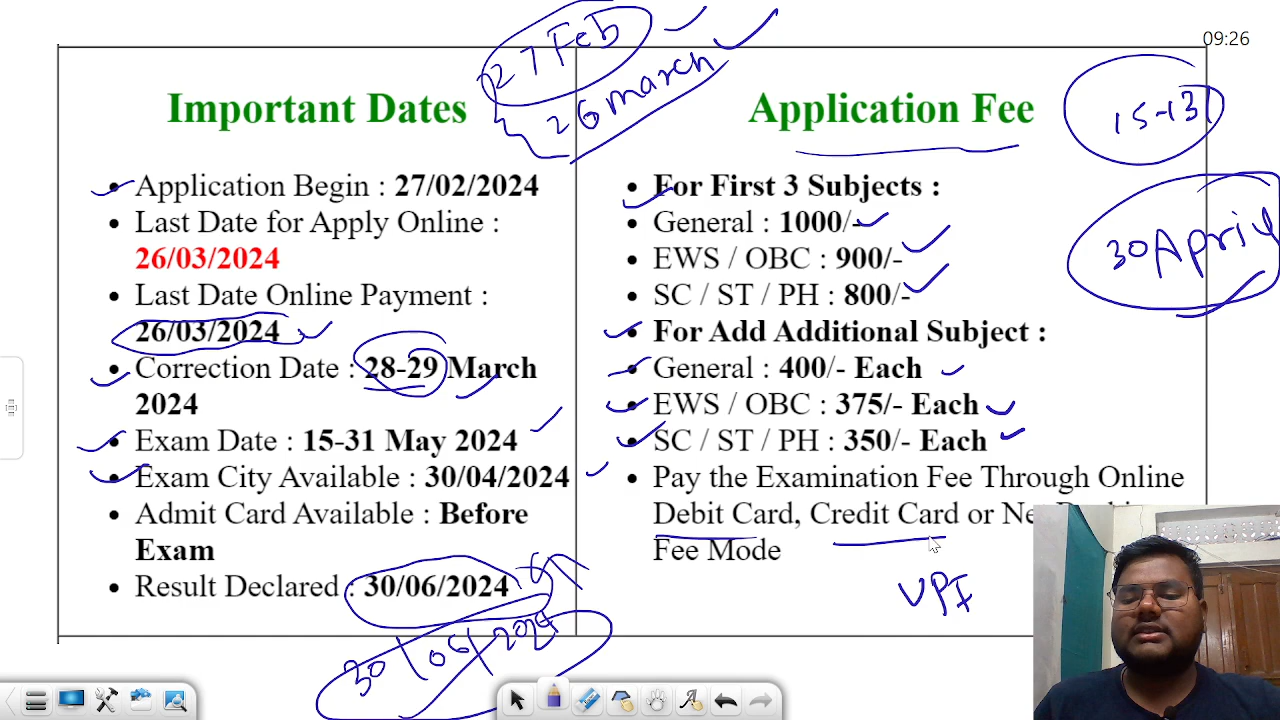 27 Feb
09:26
26 march
Important Dates
Application Fee
15-131
30 April
Application Begin : 27/02/2024
Last Date for Apply Online :
26/03/2024
Last Date Online Payment :
26/03/2024
Correction Date : 28-29 March
2024
Exam Date : 15-31 May 2024
Exam City Available : 30/04/2024
Admit Card Available : Before
Exam
Result Declared : 30/06/2024
30/06/2024
For First 3 Subjects :
General : 1000/-
EWS / OBC : 900/-
SC / ST / PH : 800/-
For Add Additional Subject :
General : 400/- Each
EWS / OBC : 375/- Each
SC / ST / PH : 350/- Each
Pay the Examination Fee Through Online
Debit Card, Credit Card or
Fee Mode
UPI